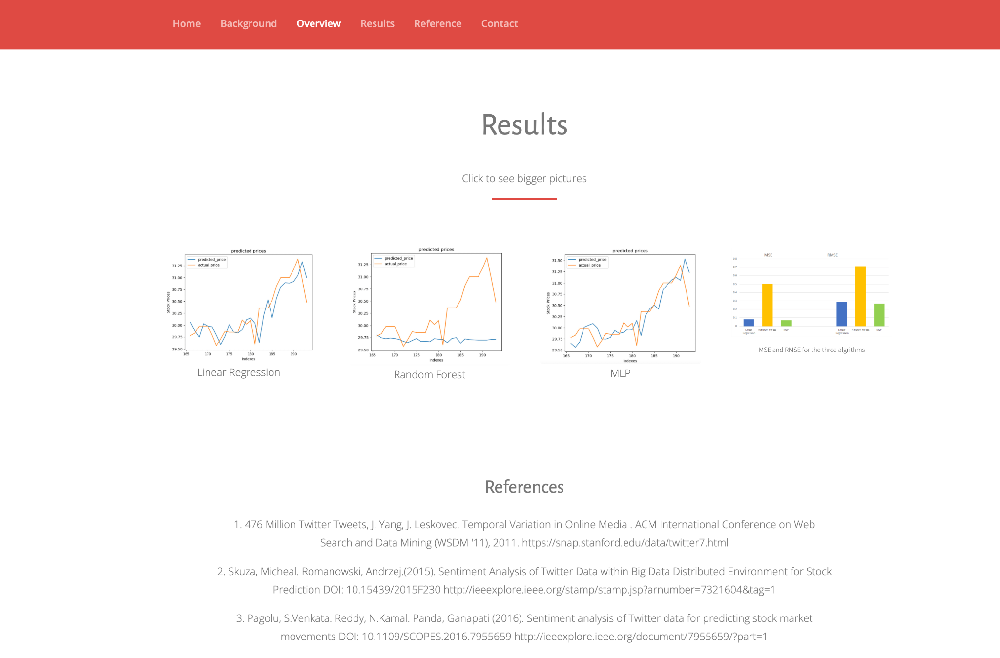 Home Background Overview Results Reference Contact
Results
Click to see bigger pictures
predicted prices
predicted_price
actual_price
31.25
31.00
30.75
30.50
30.25
30.00
29.75
29.50
Stock Prices
165 170 175 180 185 190
Indexes
Linear Regression
predicted prices
predicted_price
actual_price
31.25
31.00
30.75
30.50
30.25
30.00
29.75
29.50
Stock Prices
165 170 175 180 185 190
Indexes
Random Forest
predicted prices
predicted_price
actual_price
31.50
31.25
31.00
30.75
30.50
30.25
30.00
29.75
29.50
Stock Prices
165 170 175 180 185 190
Indexes
MLP
MSE RMSE
0.8
0.7
0.6
0.5
0.4
0.3
0.2
0.1
0
Linear Random Forest MLP Linear Random Forest MLP
Regression Regression
MSE and RMSE for the three algrithms
References
1. 476 Million Twitter Tweets, J. Yang, J. Leskovec. Temporal Variation in Online Media . ACM International Conference on Web
Search and Data Mining (WSDM '11), 2011. https://snap.stanford.edu/data/twitter7.html
2. Skuza, Micheal. Romanowski, Andrzej.(2015). Sentiment Analysis of Twitter Data within Big Data Distributed Environment for Stock
Prediction DOI: 10.15439/2015F230 http://ieeexplore.ieee.org/stamp/stamp.jsp?arnumber=7321604&tag=1
3. Pagolu, S.Venkata. Reddy, N.Kamal. Panda, Ganapati (2016). Sentiment analysis of Twitter data for predicting stock market
movements DOI: 10.1109/SCOPES.2016.7955659 http://ieeexplore.ieee.org/document/7955659/?part=1